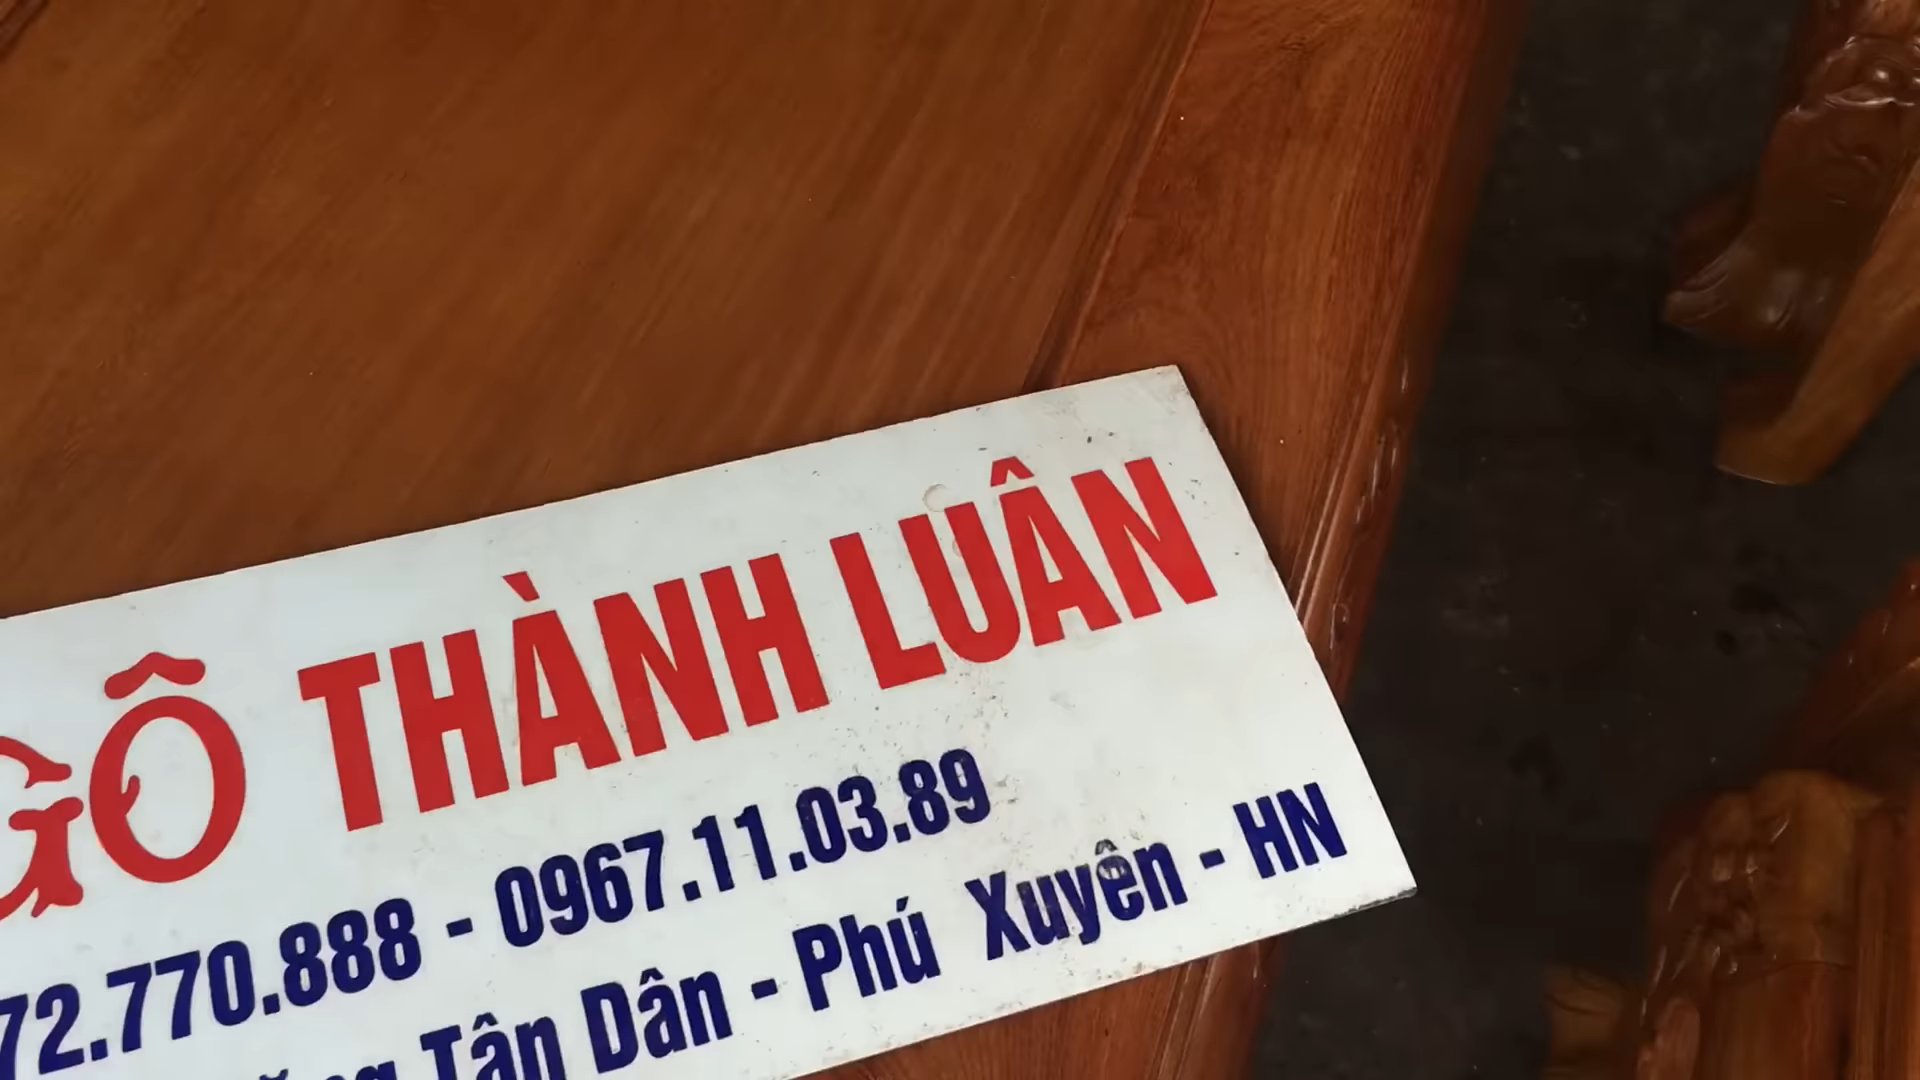 GÔ THÀNH LUÂN
72.770.888 - 0967.11.03.89
Tân Dân - Phú Xuyên - HN